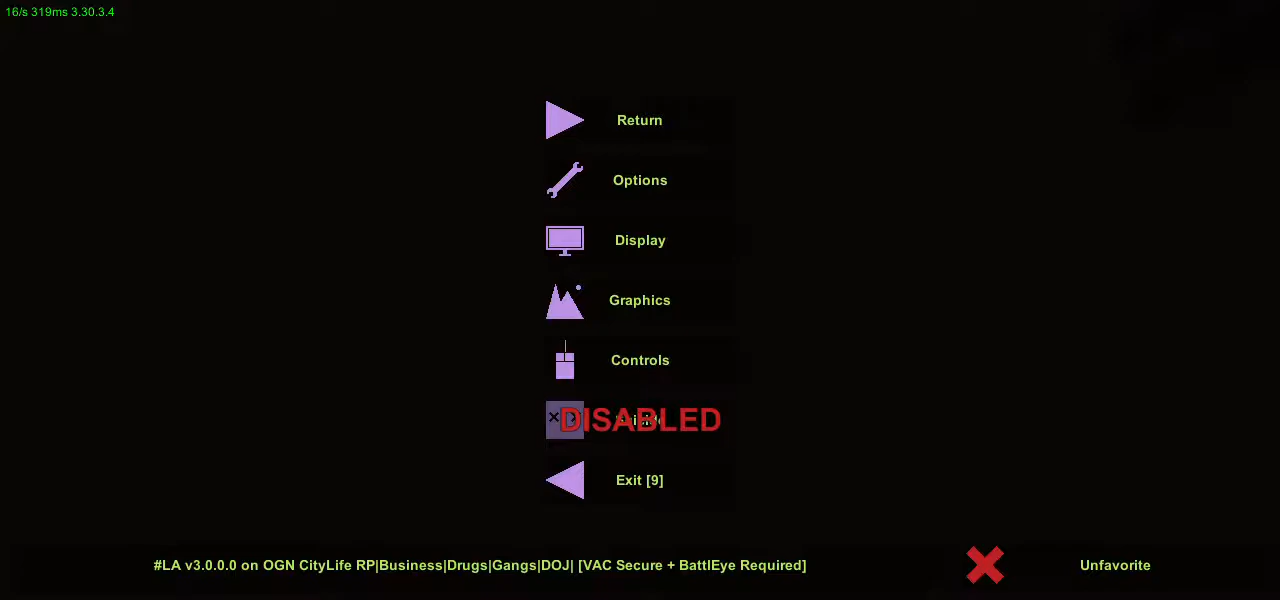 16/s 319ms 3.30.3.4
Return
Options
Display
Graphics
Controls
DISABLED
Exit [9]
#LA v3.0.0.0 on OGN CityLife RP|Business|Drugs|Gangs|DOJ| [VAC Secure + BattlEye Required]
Unfavorite